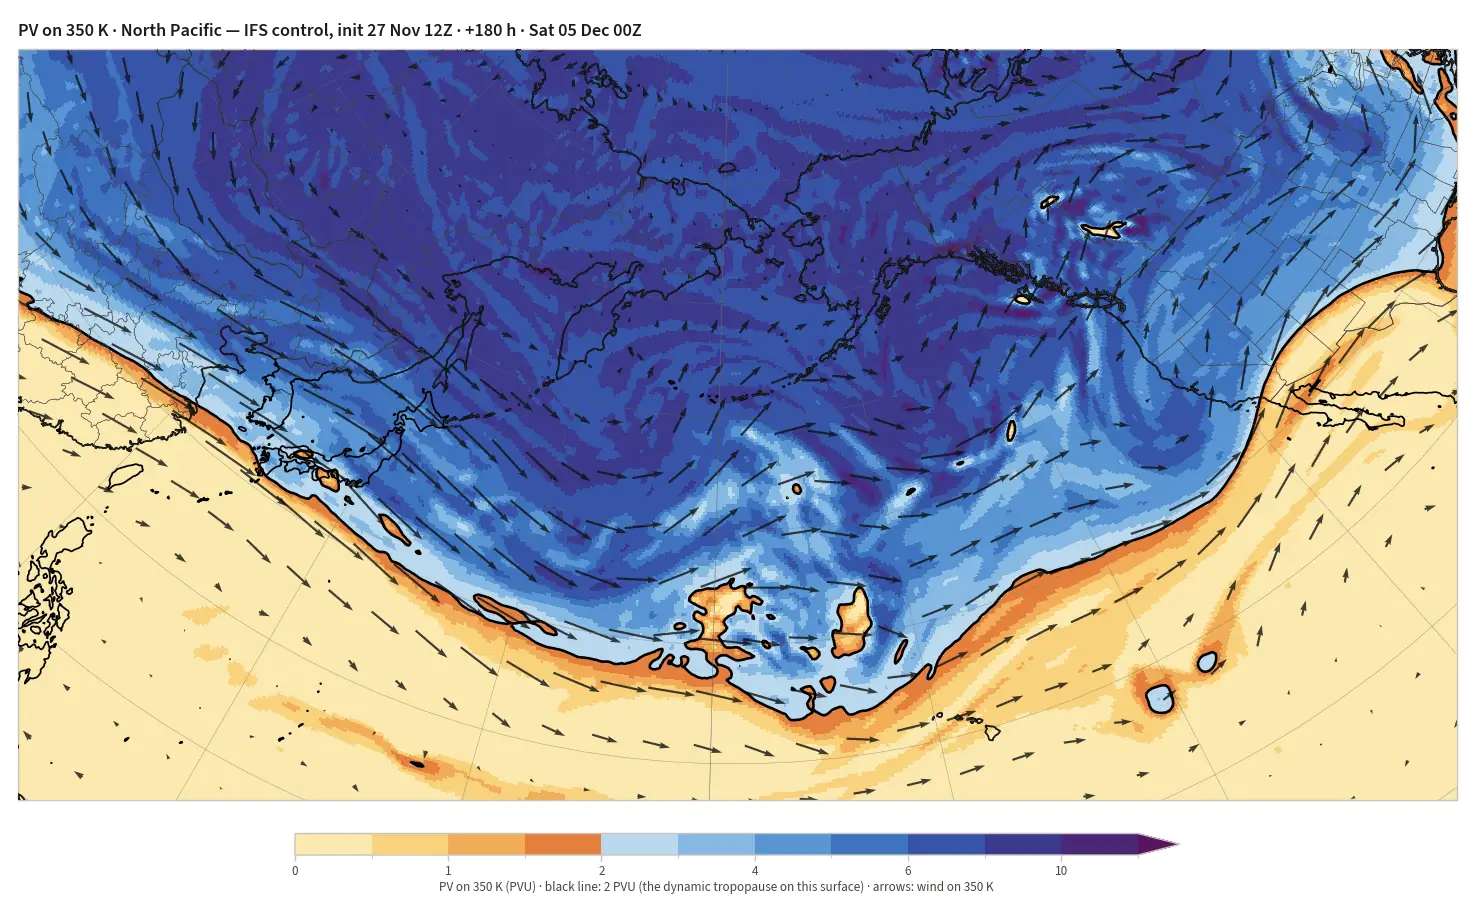 PV on 350 K · North Pacific — IFS control, init 27 Nov 12Z · +180 h · Sat 05 Dec 00Z
0 1 2 4 6 10
PV on 350 K (PVU) · black line: 2 PVU (the dynamic tropopause on this surface) · arrows: wind on 350 K